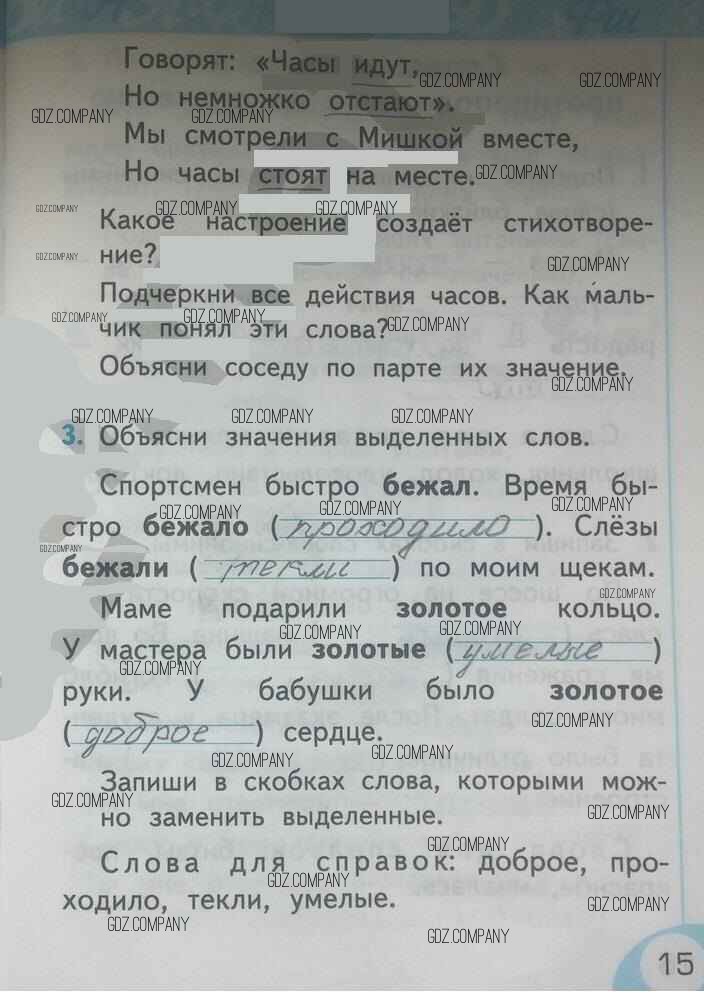 Говорят: «Часы идут,
Но немножко отстают».
Мы смотрели с Мишкой вместе,
Но часы стоят на месте.
Какое настроение создаёт стихотворе-
ние?
Подчеркни все действия часов. Как маль-
чик понял эти слова?
Объясни соседу по парте их значение.
3. Объясни значения выделенных слов.
Спортсмен быстро бежал. Время бы-
стро бежало (проходило). Слёзы
бежали (текли) по моим щекам.
Маме подарили золотое кольцо.
У мастера были золотые (умелые)
руки. У бабушки было золотое
(доброе) сердце.
Запиши в скобках слова, которыми мож-
но заменить выделенные.
Слова для справок: доброе, про-
ходило, текли, умелые.
15
GDZ.COMPANY